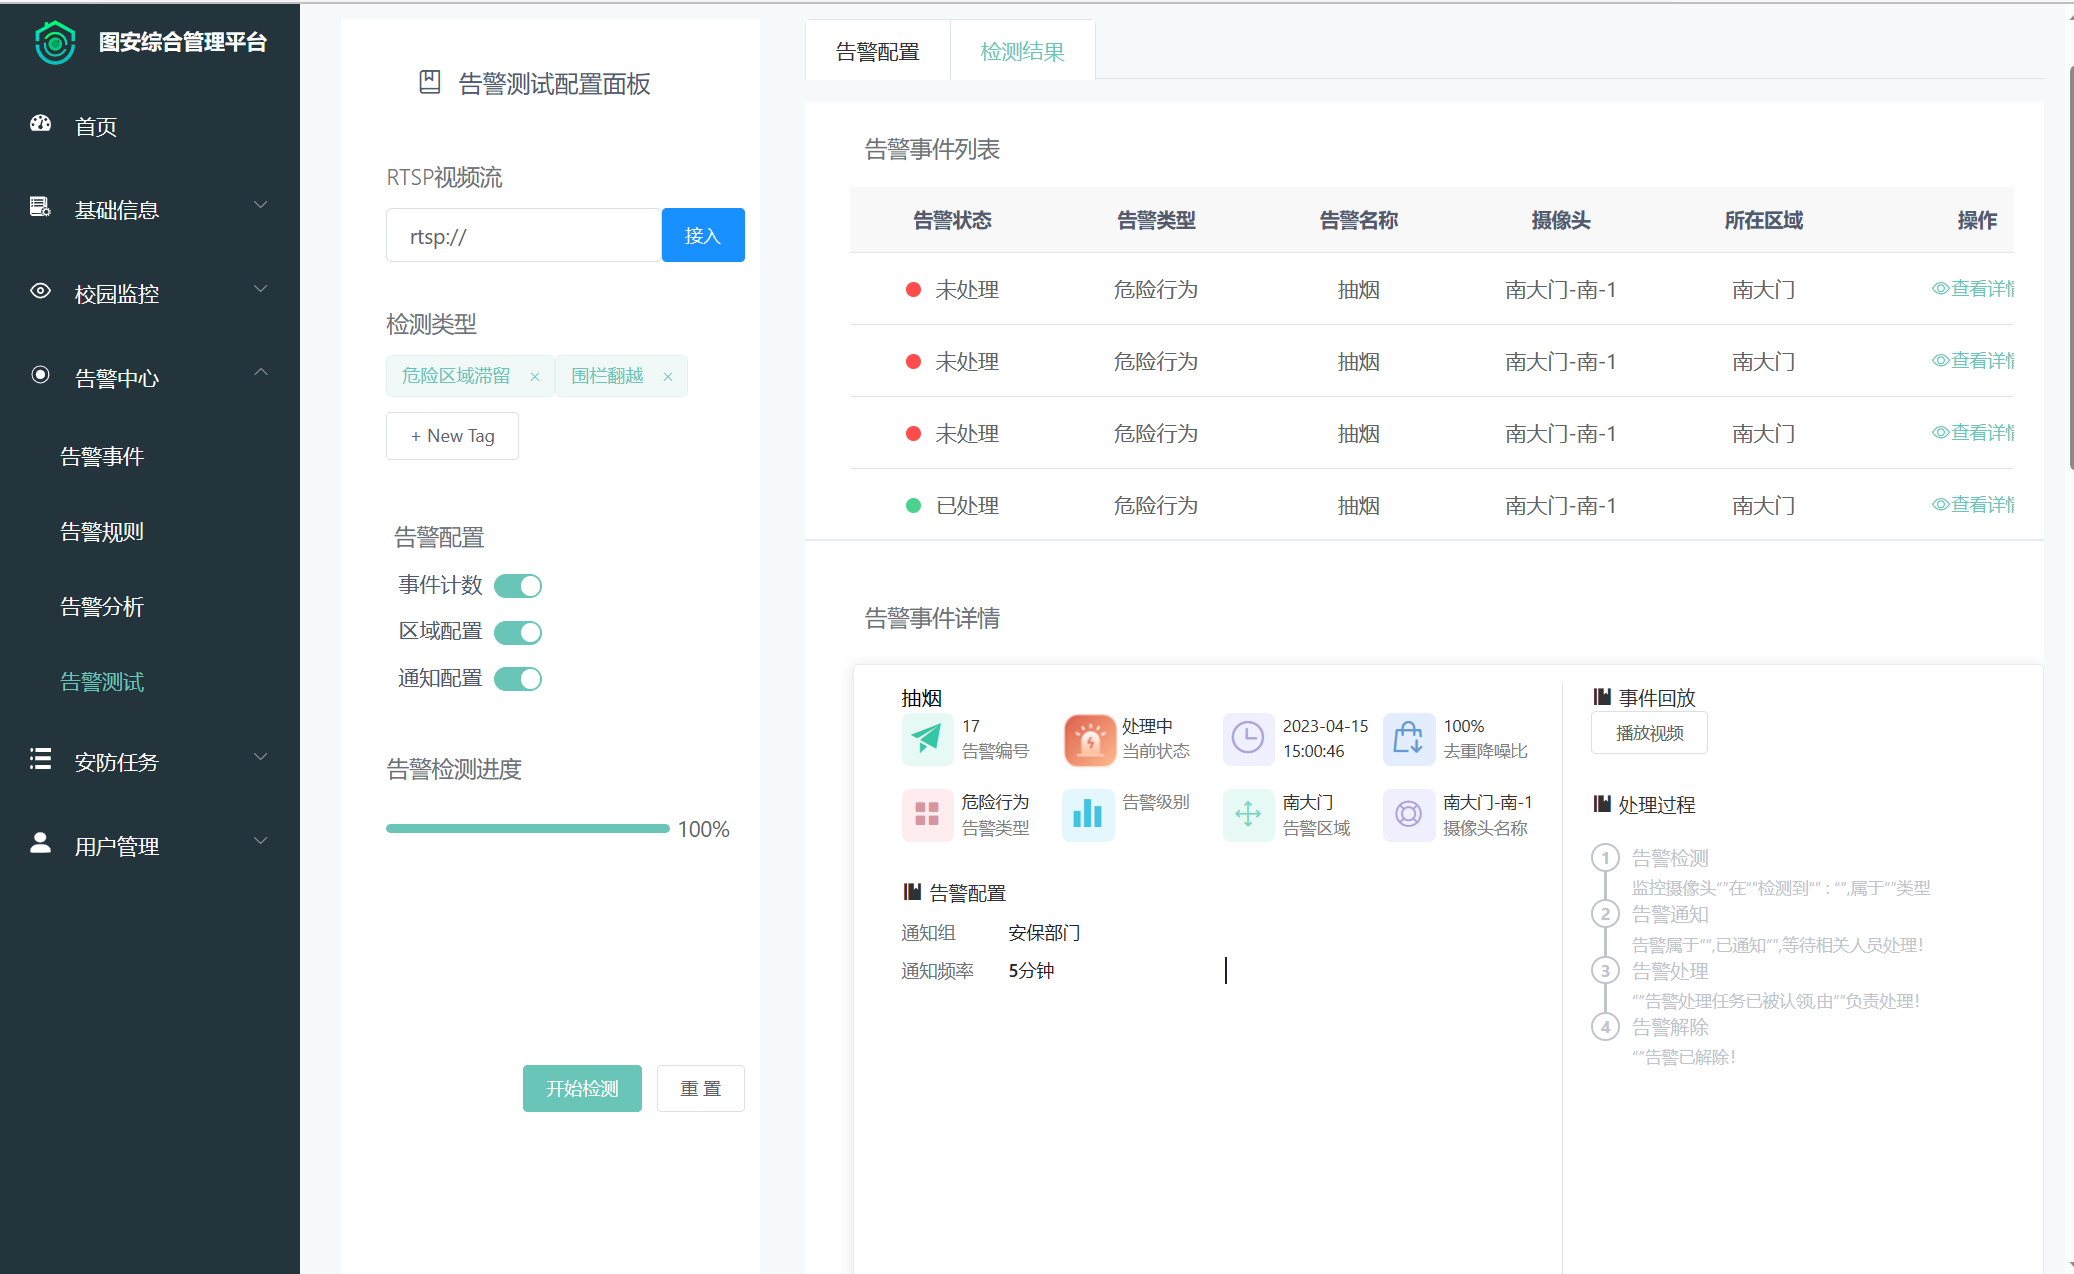 图安综合管理平台
首页
基础信息
校园监控
告警中心
告警事件
告警规则
告警分析
告警测试
安防任务
用户管理
告警测试配置面板
RTSP视频流
rtsp:// 接入
检测类型
危险区域滞留 × 围栏翻越 ×
+ New Tag
告警配置
事件计数
区域配置
通知配置
告警检测进度
100%
开始检测 重 置
告警配置 检测结果
告警事件列表
告警状态 告警类型 告警名称 摄像头 所在区域 操作
未处理 危险行为 抽烟 南大门-南-1 南大门 查看详情
未处理 危险行为 抽烟 南大门-南-1 南大门 查看详情
未处理 危险行为 抽烟 南大门-南-1 南大门 查看详情
已处理 危险行为 抽烟 南大门-南-1 南大门 查看详情
告警事件详情
抽烟
17 处理中 2023-04-15 100%
告警编号 当前状态 15:00:46 去重降噪比
危险行为 告警级别 南大门 南大门-南-1
告警类型 告警区域 摄像头名称
告警配置
通知组 安保部门
通知频率 5分钟
事件回放
播放视频
处理过程
1 告警检测
监控摄像头""在""检测到"" : "",属于""类型
2 告警通知
告警属于"",已通知"",等待相关人员处理!
3 告警处理
""告警处理任务已被认领,由""负责处理!
4 告警解除
""告警已解除!